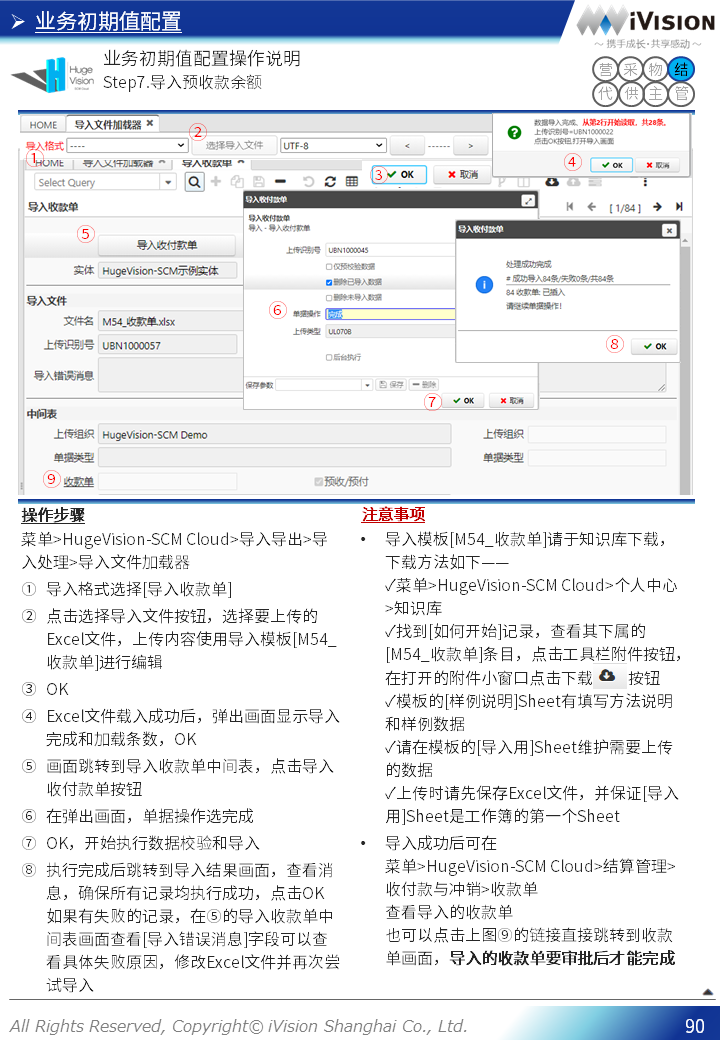 业务初期值配置
iVISION
～ 携手成长·共享感动 ～
Huge
Vision
业务初期值配置操作说明
Step7.导入预收款余额
营 采 物 结
代 供 主 管
HOME 导入文件加载器 ✖
导入格式 ---- ② 选择导入文件 UTF-8 < ------ >
①
HOME 导入文件加载器 导入收款单
Select Query
③ OK 取消
数据导入完成。从第2行开始读取，共28条。
上传识别号=UBN1000022
点击OK按钮打开导入画面
④ OK 取消
导入收款单
[ 1/84 ]
⑤ 导入收付款单
实体 HugeVision-SCM示例实体
导入文件
文件名 M54_收款单.xlsx
上传识别号 UBN1000057
导入错误消息
中间表
上传组织 HugeVision-SCM Demo 上传组织
单据类型 单据类型
⑨ 收款单 预收/预付
导入收付款单
导入收付款单
导入 - 导入收付款单
上传识别号 UBN1000045
仅预校验数据
删除已导入数据
删除未导入数据
⑥ 单据操作 完成
上传类型 UL0708
后台执行
保存参数 保存 删除
⑦ OK 取消
导入收付款单
处理成功完成
# 成功导入84条/失败0条/共84条
84 收款单: 已插入
请继续单据操作!
⑧ OK
操作步骤
菜单>HugeVision-SCM Cloud>导入导出>导
入处理>导入文件加载器
① 导入格式选择[导入收款单]
② 点击选择导入文件按钮，选择要上传的
Excel文件，上传内容使用导入模板[M54_
收款单]进行编辑
③ OK
④ Excel文件载入成功后，弹出画面显示导入
完成和加载条数，OK
⑤ 画面跳转到导入收款单中间表，点击导入
收付款单按钮
⑥ 在弹出画面，单据操作选完成
⑦ OK，开始执行数据校验和导入
⑧ 执行完成后跳转到导入结果画面，查看消
息，确保所有记录均执行成功，点击OK
如果有失败的记录，在⑤的导入收款单中
间表画面查看[导入错误消息]字段可以查
看具体失败原因，修改Excel文件并再次尝
试导入
注意事项
• 导入模板[M54_收款单]请于知识库下载，
下载方法如下——
✓菜单>HugeVision-SCM Cloud>个人中心
>知识库
✓找到[如何开始]记录，查看其下属的
[M54_收款单]条目，点击工具栏附件按钮，
在打开的附件小窗口点击下载 按钮
✓模板的[样例说明]Sheet有填写方法说明
和样例数据
✓请在模板的[导入用]Sheet维护需要上传
的数据
✓上传时请先保存Excel文件，并保证[导入
用]Sheet是工作簿的第一个Sheet
• 导入成功后可在
菜单>HugeVision-SCM Cloud>结算管理>
收付款与冲销>收款单
查看导入的收款单
也可以点击上图⑨的链接直接跳转到收款
单画面，导入的收款单要审批后才能完成
All Rights Reserved, Copyright© iVision Shanghai Co., Ltd.
90